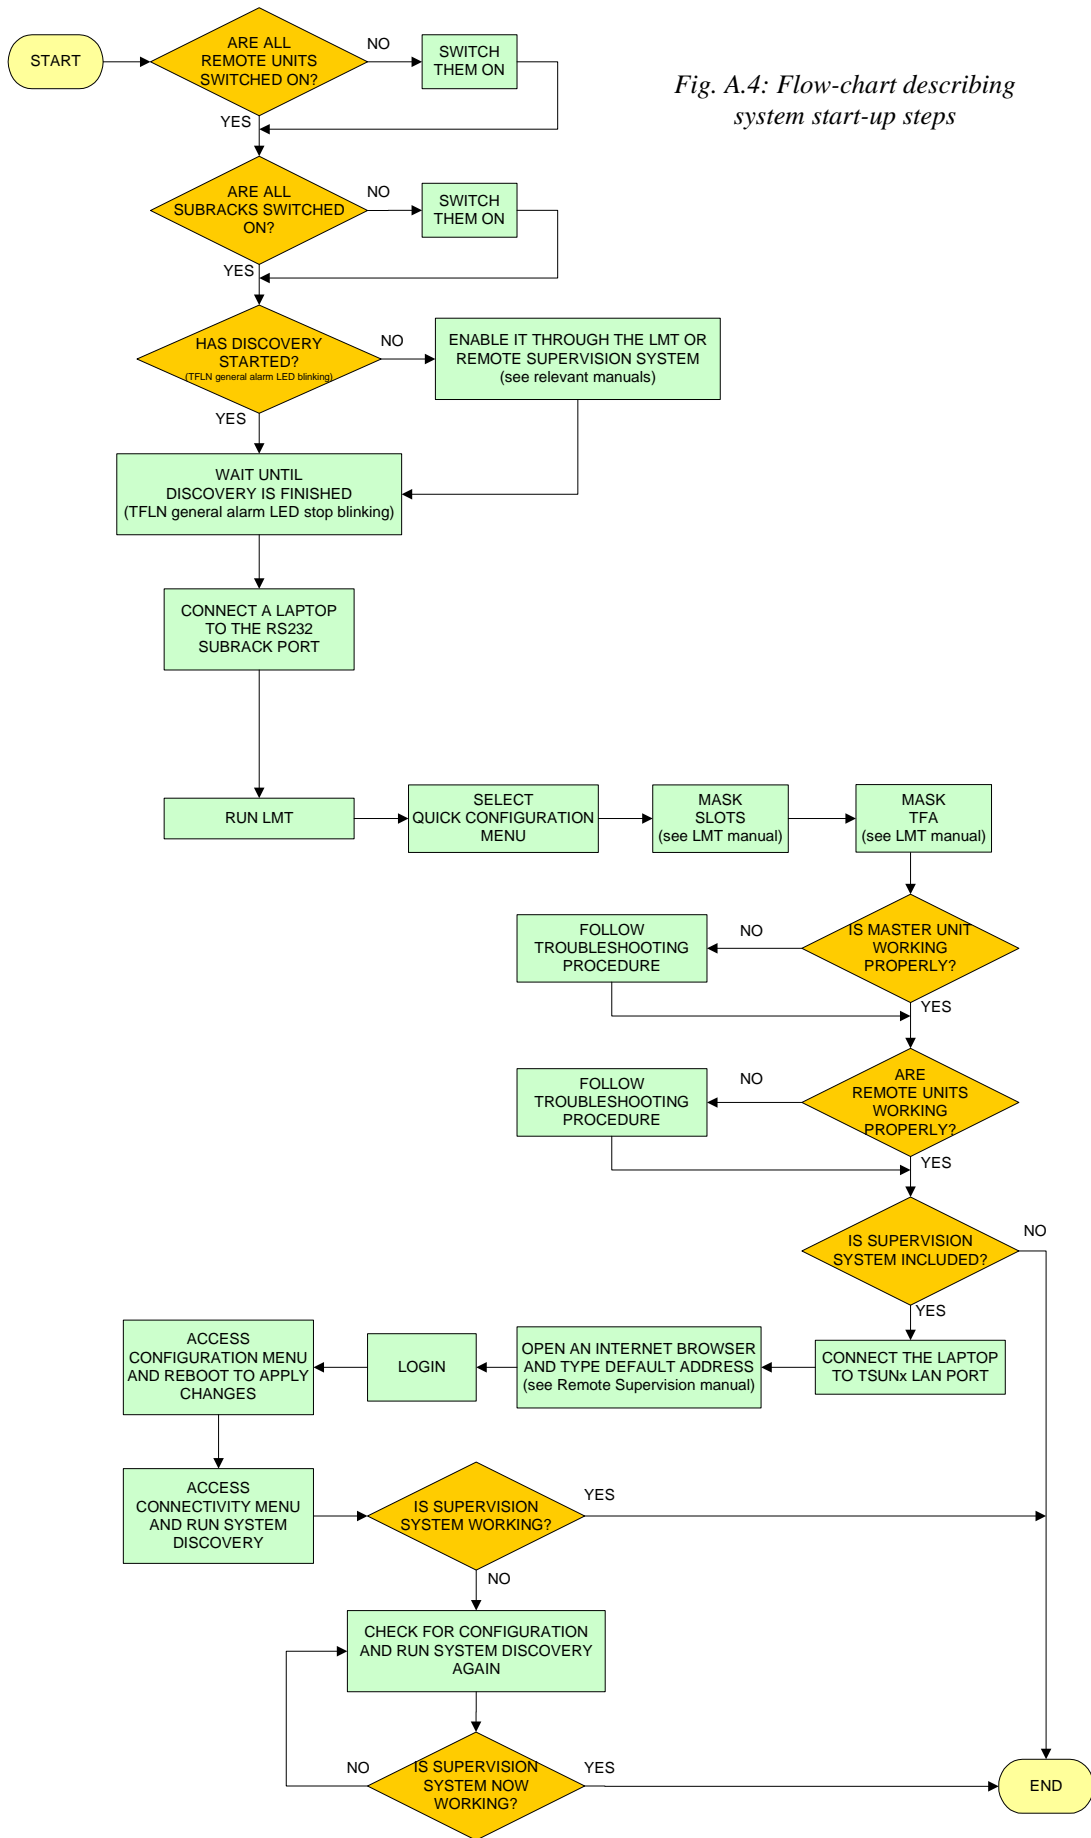 START
ARE ALL
REMOTE UNITS
SWITCHED ON?
NO
SWITCH
THEM ON
Fig. A.4: Flow-chart describing
system start-up steps
YES
ARE ALL
SUBRACKS SWITCHED
ON?
NO
SWITCH
THEM ON
YES
HAS DISCOVERY
STARTED?
(TFLN general alarm LED blinking)
NO
ENABLE IT THROUGH THE LMT OR
REMOTE SUPERVISION SYSTEM
(see relevant manuals)
YES
WAIT UNTIL
DISCOVERY IS FINISHED
(TFLN general alarm LED stop blinking)
CONNECT A LAPTOP
TO THE RS232
SUBRACK PORT
RUN LMT
SELECT
QUICK CONFIGURATION
MENU
MASK
SLOTS
(see LMT manual)
MASK
TFA
(see LMT manual)
IS MASTER UNIT
WORKING
PROPERLY?
NO
FOLLOW
TROUBLESHOOTING
PROCEDURE
YES
ARE
REMOTE UNITS
WORKING
PROPERLY?
NO
FOLLOW
TROUBLESHOOTING
PROCEDURE
YES
IS SUPERVISION
SYSTEM INCLUDED?
NO
YES
CONNECT THE LAPTOP
TO TSUNx LAN PORT
OPEN AN INTERNET BROWSER
AND TYPE DEFAULT ADDRESS
(see Remote Supervision manual)
LOGIN
ACCESS
CONFIGURATION MENU
AND REBOOT TO APPLY
CHANGES
ACCESS
CONNECTIVITY MENU
AND RUN SYSTEM
DISCOVERY
IS SUPERVISION
SYSTEM WORKING?
YES
NO
CHECK FOR CONFIGURATION
AND RUN SYSTEM DISCOVERY
AGAIN
IS SUPERVISION
SYSTEM NOW
WORKING?
NO
YES
END